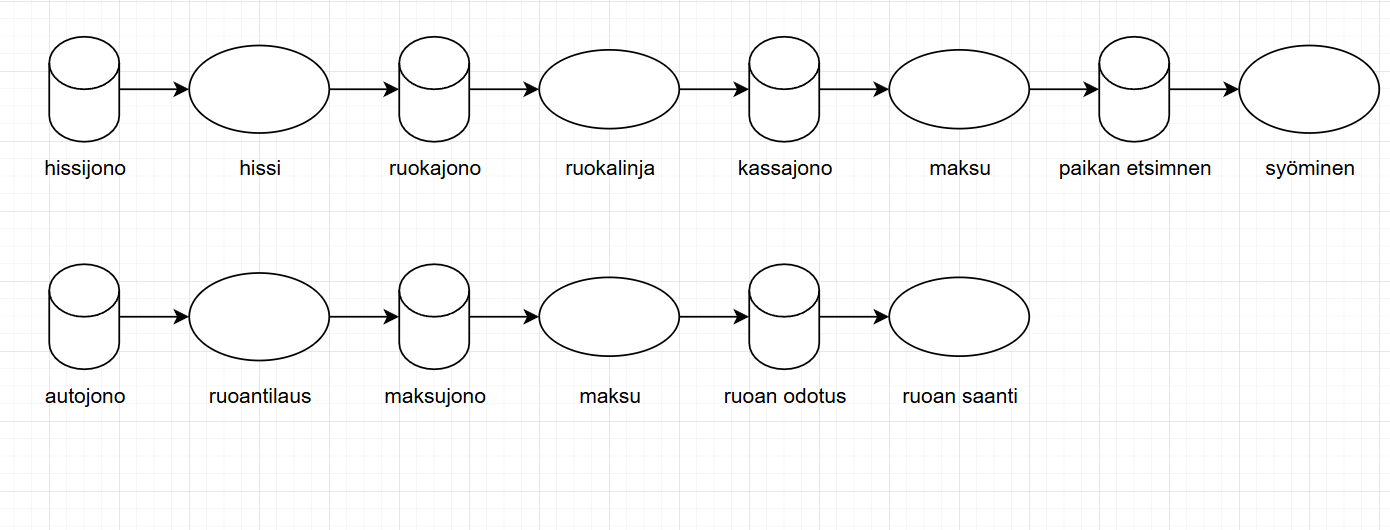 hissijono
hissi
ruokajono
ruokalinja
kassajono
maksu
paikan etsimnen
syöminen
autojono
ruoantilaus
maksujono
maksu
ruoan odotus
ruoan saanti